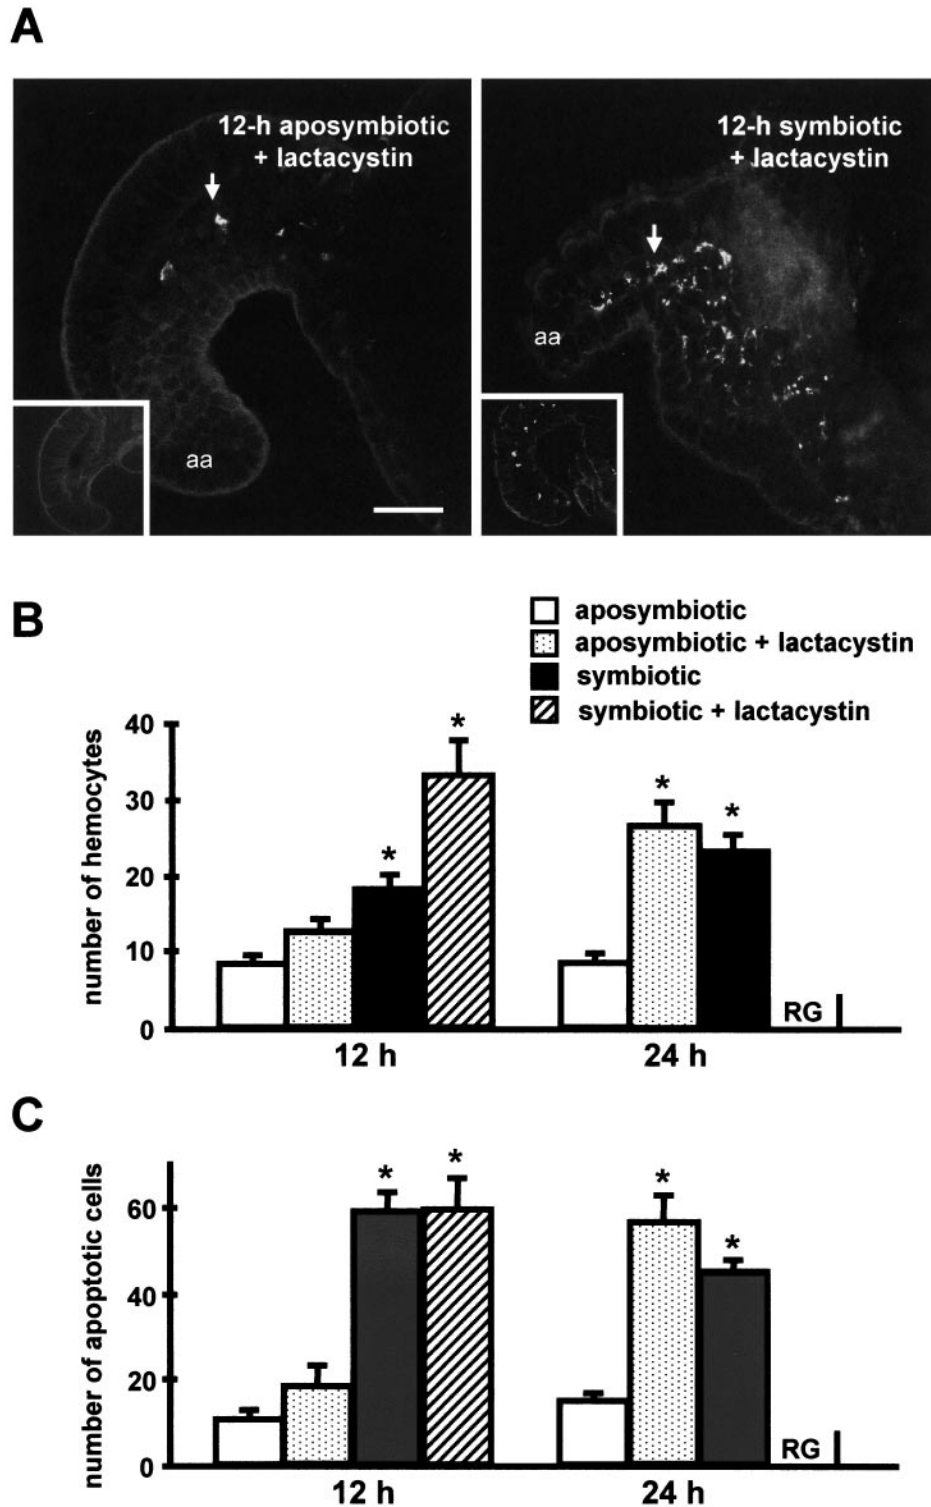 A
12-h aposymbiotic
+ lactacystin
aa
12-h symbiotic
+ lactacystin
aa
B
aposymbiotic
aposymbiotic + lactacystin
symbiotic
symbiotic + lactacystin
number of hemocytes
40
30
20
10
0
*
*
*
*
RG
12 h
24 h
C
number of apoptotic cells
60
40
20
0
*
*
*
*
RG
12 h
24 h